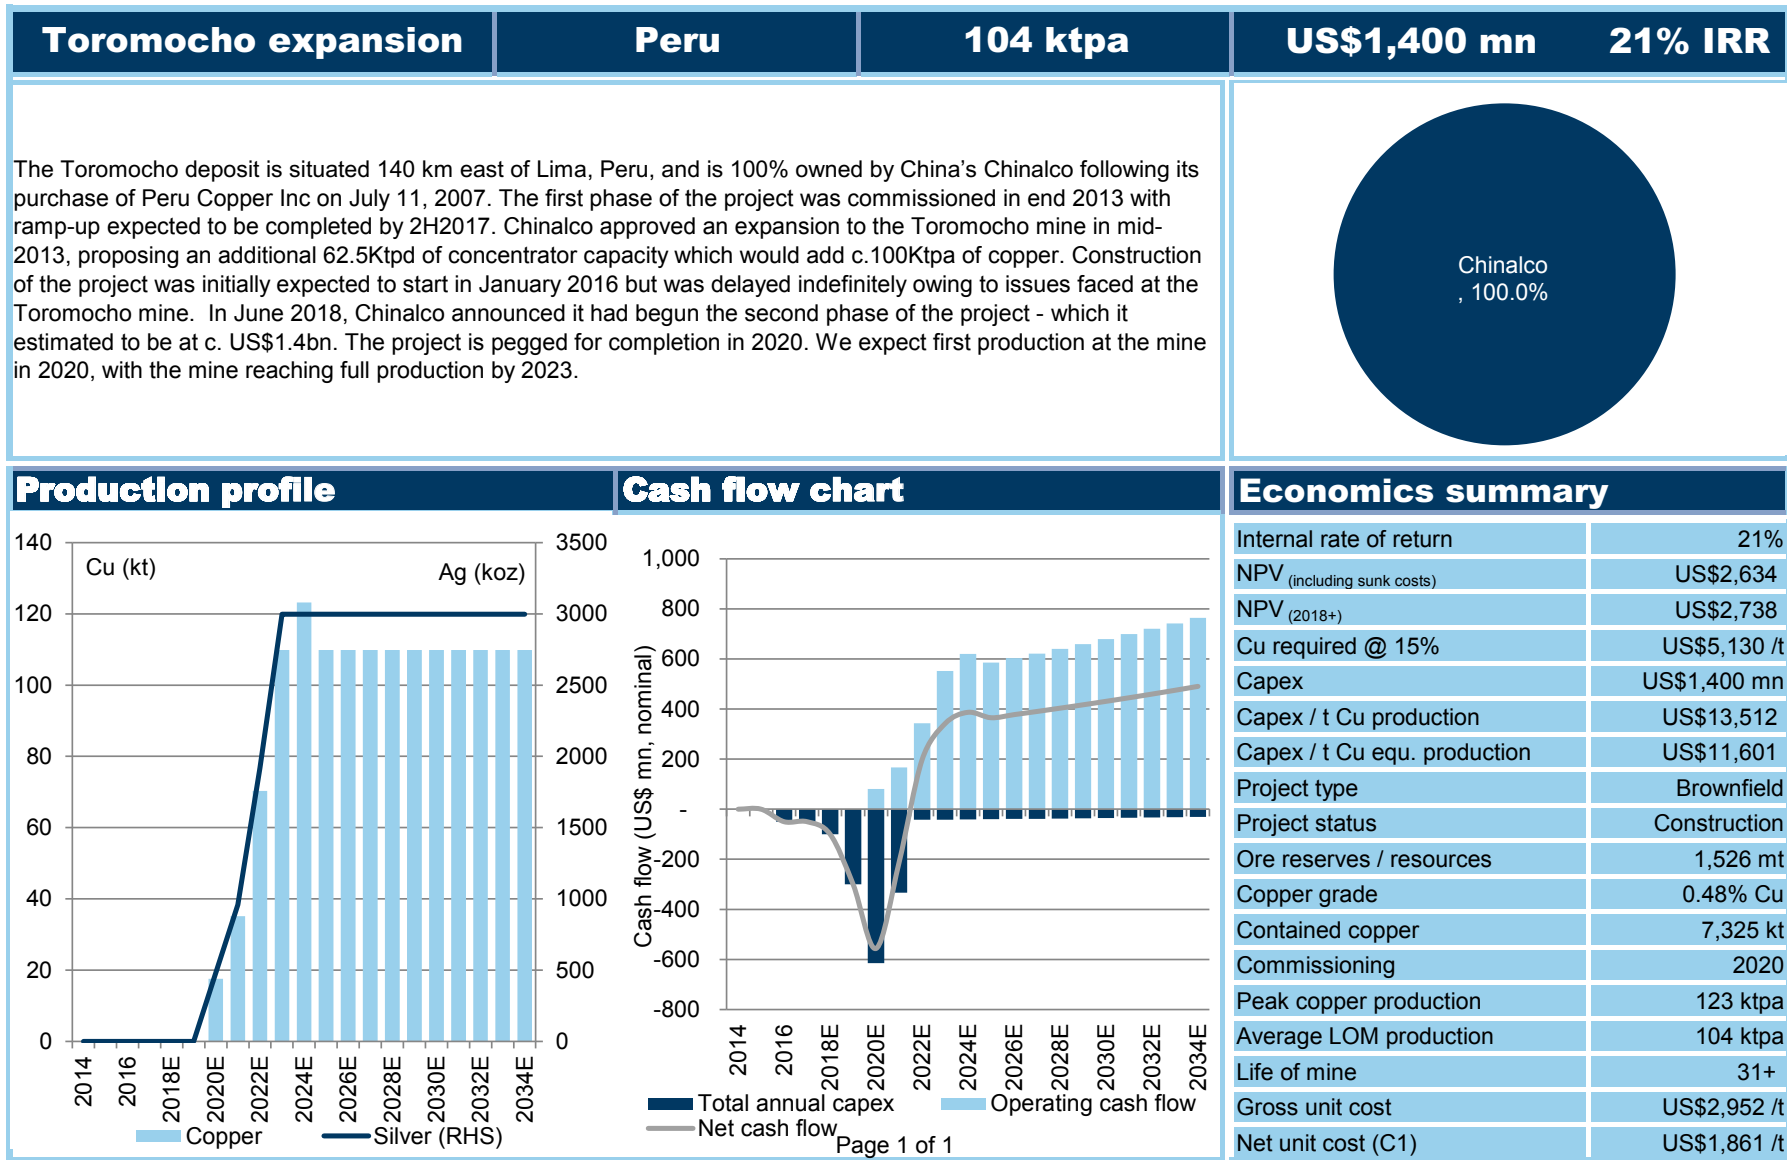 Toromocho expansion
Peru
104 ktpa
US$1,400 mn
21% IRR
The Toromocho deposit is situated 140 km east of Lima, Peru, and is 100% owned by China’s Chinalco following its
purchase of Peru Copper Inc on July 11, 2007. The first phase of the project was commissioned in end 2013 with
ramp-up expected to be completed by 2H2017. Chinalco approved an expansion to the Toromocho mine in mid-
2013, proposing an additional 62.5Ktpd of concentrator capacity which would add c.100Ktpa of copper. Construction
of the project was initially expected to start in January 2016 but was delayed indefinitely owing to issues faced at the
Toromocho mine.  In June 2018, Chinalco announced it had begun the second phase of the project - which it
estimated to be at c. US$1.4bn. The project is pegged for completion in 2020. We expect first production at the mine
in 2020, with the mine reaching full production by 2023.
Chinalco
, 100.0%
Production profile
140
120
100
80
60
40
20
0
Cu (kt)
Ag (koz)
3500
3000
2500
2000
1500
1000
500
0
2014
2016
2018E
2020E
2022E
2024E
2026E
2028E
2030E
2032E
2034E
Copper
Silver (RHS)
Cash flow chart
Cash flow (US$ mn, nominal)
1,000
800
600
400
200
-
-200
-400
-600
-800
2014
2016
2018E
2020E
2022E
2024E
2026E
2028E
2030E
2032E
2034E
Total annual capex
Operating cash flow
Net cash flow
Page 1 of 1
Economics summary
Internal rate of return 21%
NPV (including sunk costs) US$2,634
NPV (2018+) US$2,738
Cu required @ 15% US$5,130 /t
Capex US$1,400 mn
Capex / t Cu production US$13,512
Capex / t Cu equ. production US$11,601
Project type Brownfield
Project status Construction
Ore reserves / resources 1,526 mt
Copper grade 0.48% Cu
Contained copper 7,325 kt
Commissioning 2020
Peak copper production 123 ktpa
Average LOM production 104 ktpa
Life of mine 31+
Gross unit cost US$2,952 /t
Net unit cost (C1) US$1,861 /t